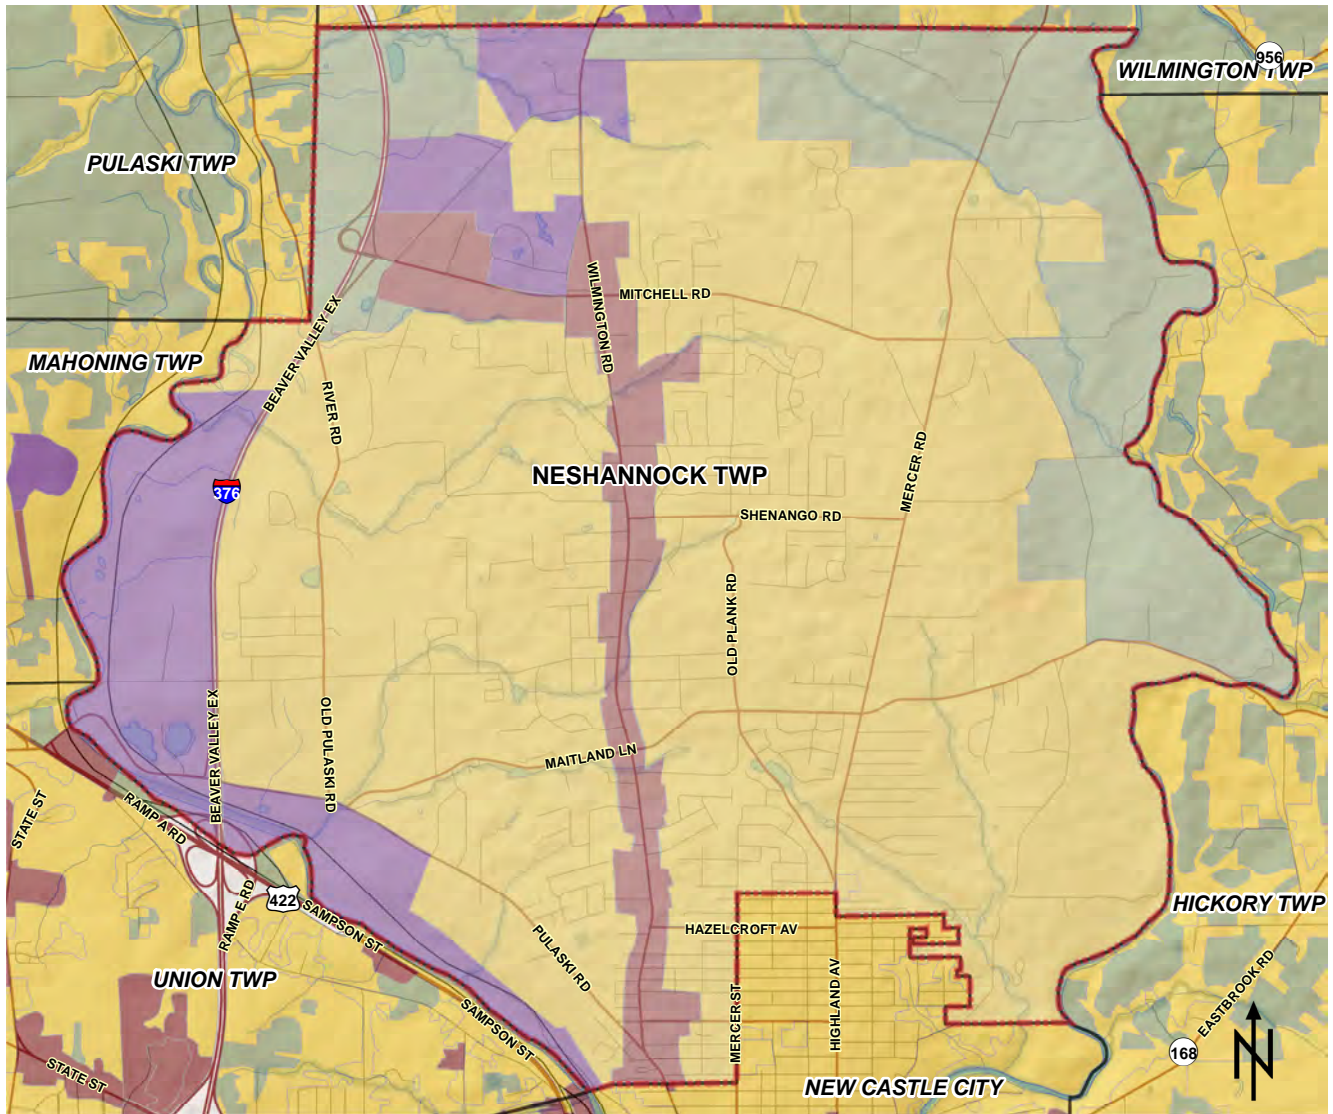 956
WILMINGTON TWP
PULASKI TWP
WILMINGTON RD
MITCHELL RD
BEAVER VALLEY EX
MAHONING TWP
RIVER RD
MERCER RD
NESHANNOCK TWP
376
SHENANGO RD
OLD PLANK RD
BEAVER VALLEY EX
OLD PULASKI RD
MAITLAND LN
STATE ST
RAMP A RD
RAMP E RD
422
SAMPSON ST
HICKORY TWP
HAZELCROFT AV
PULASKI RD
UNION TWP
MERCER ST
HIGHLAND AV
EASTBROOK RD
SAMPSON ST
168
N
STATE ST
NEW CASTLE CITY